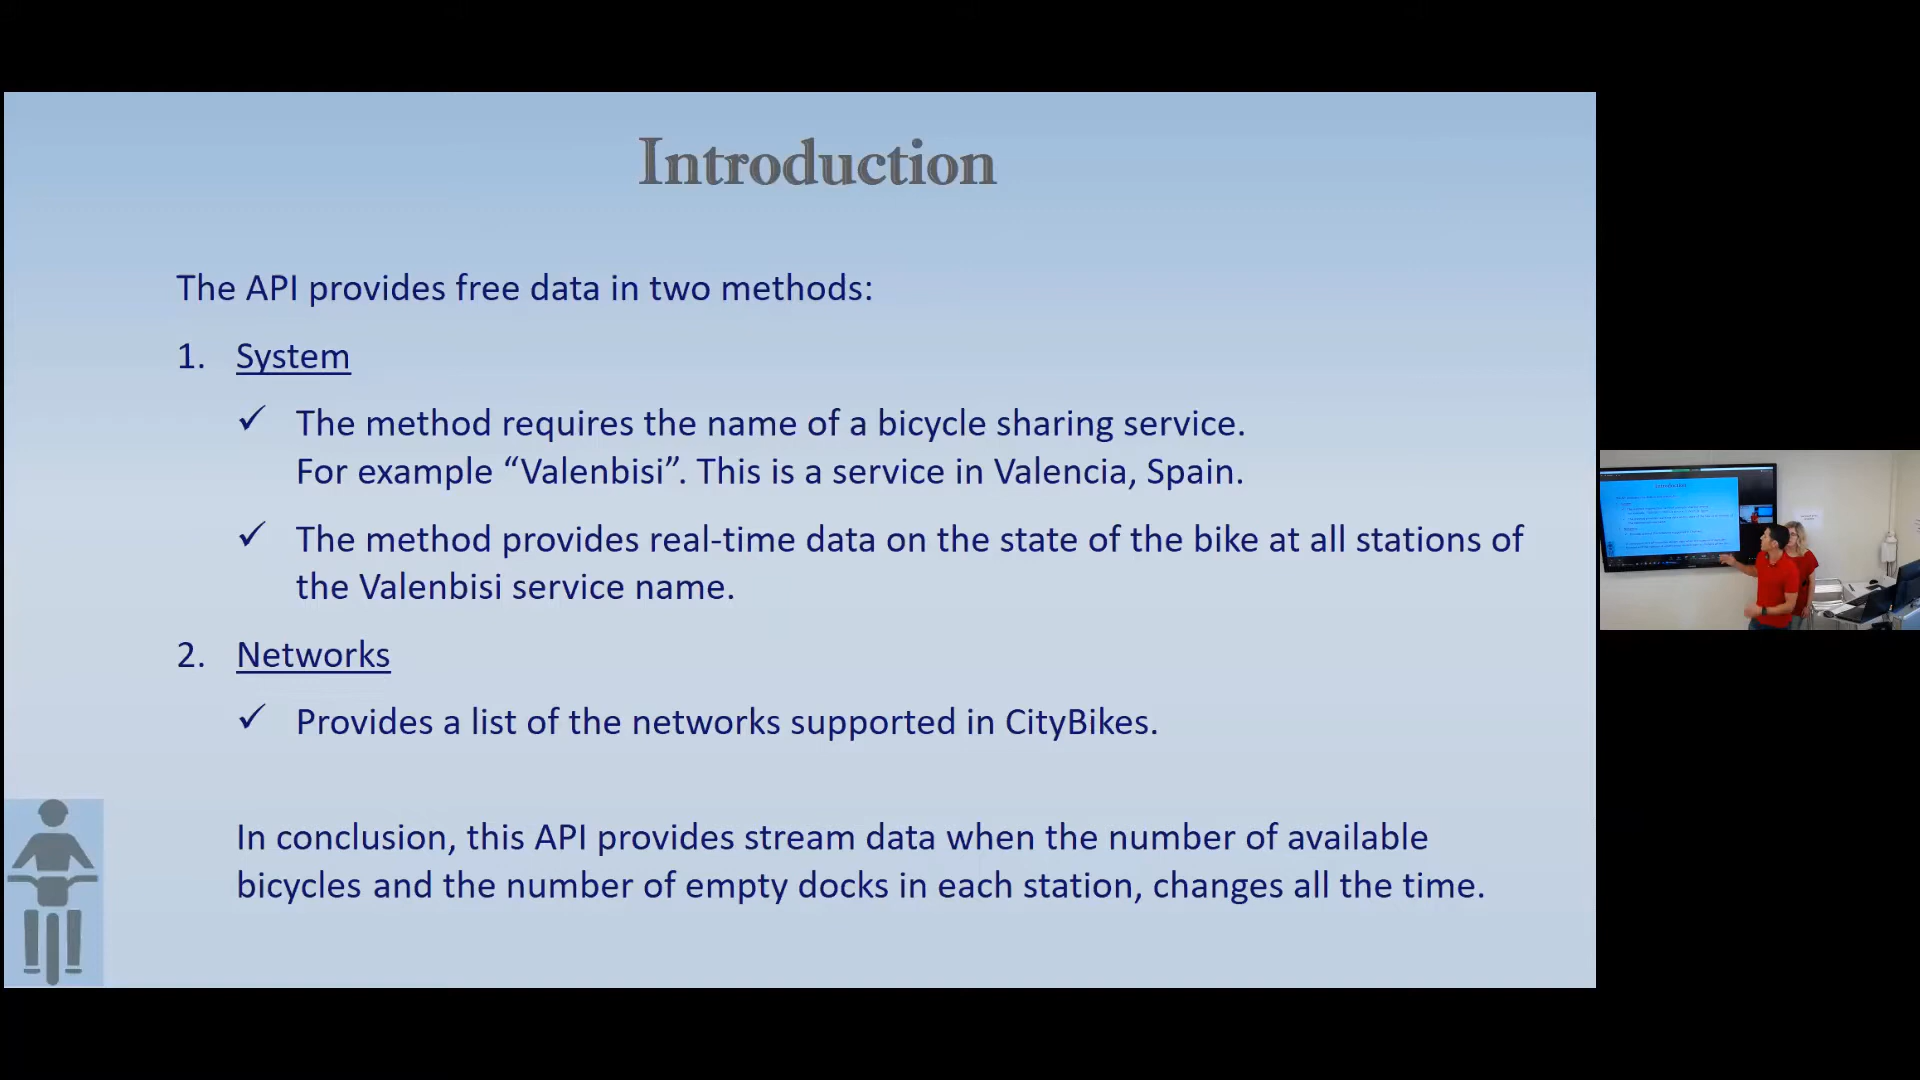 Introduction
The API provides free data in two methods:
1. System
✓ The method requires the name of a bicycle sharing service.
For example “Valenbisi”. This is a service in Valencia, Spain.
✓ The method provides real-time data on the state of the bike at all stations of
the Valenbisi service name.
2. Networks
✓ Provides a list of the networks supported in CityBikes.
In conclusion, this API provides stream data when the number of available
bicycles and the number of empty docks in each station, changes all the time.